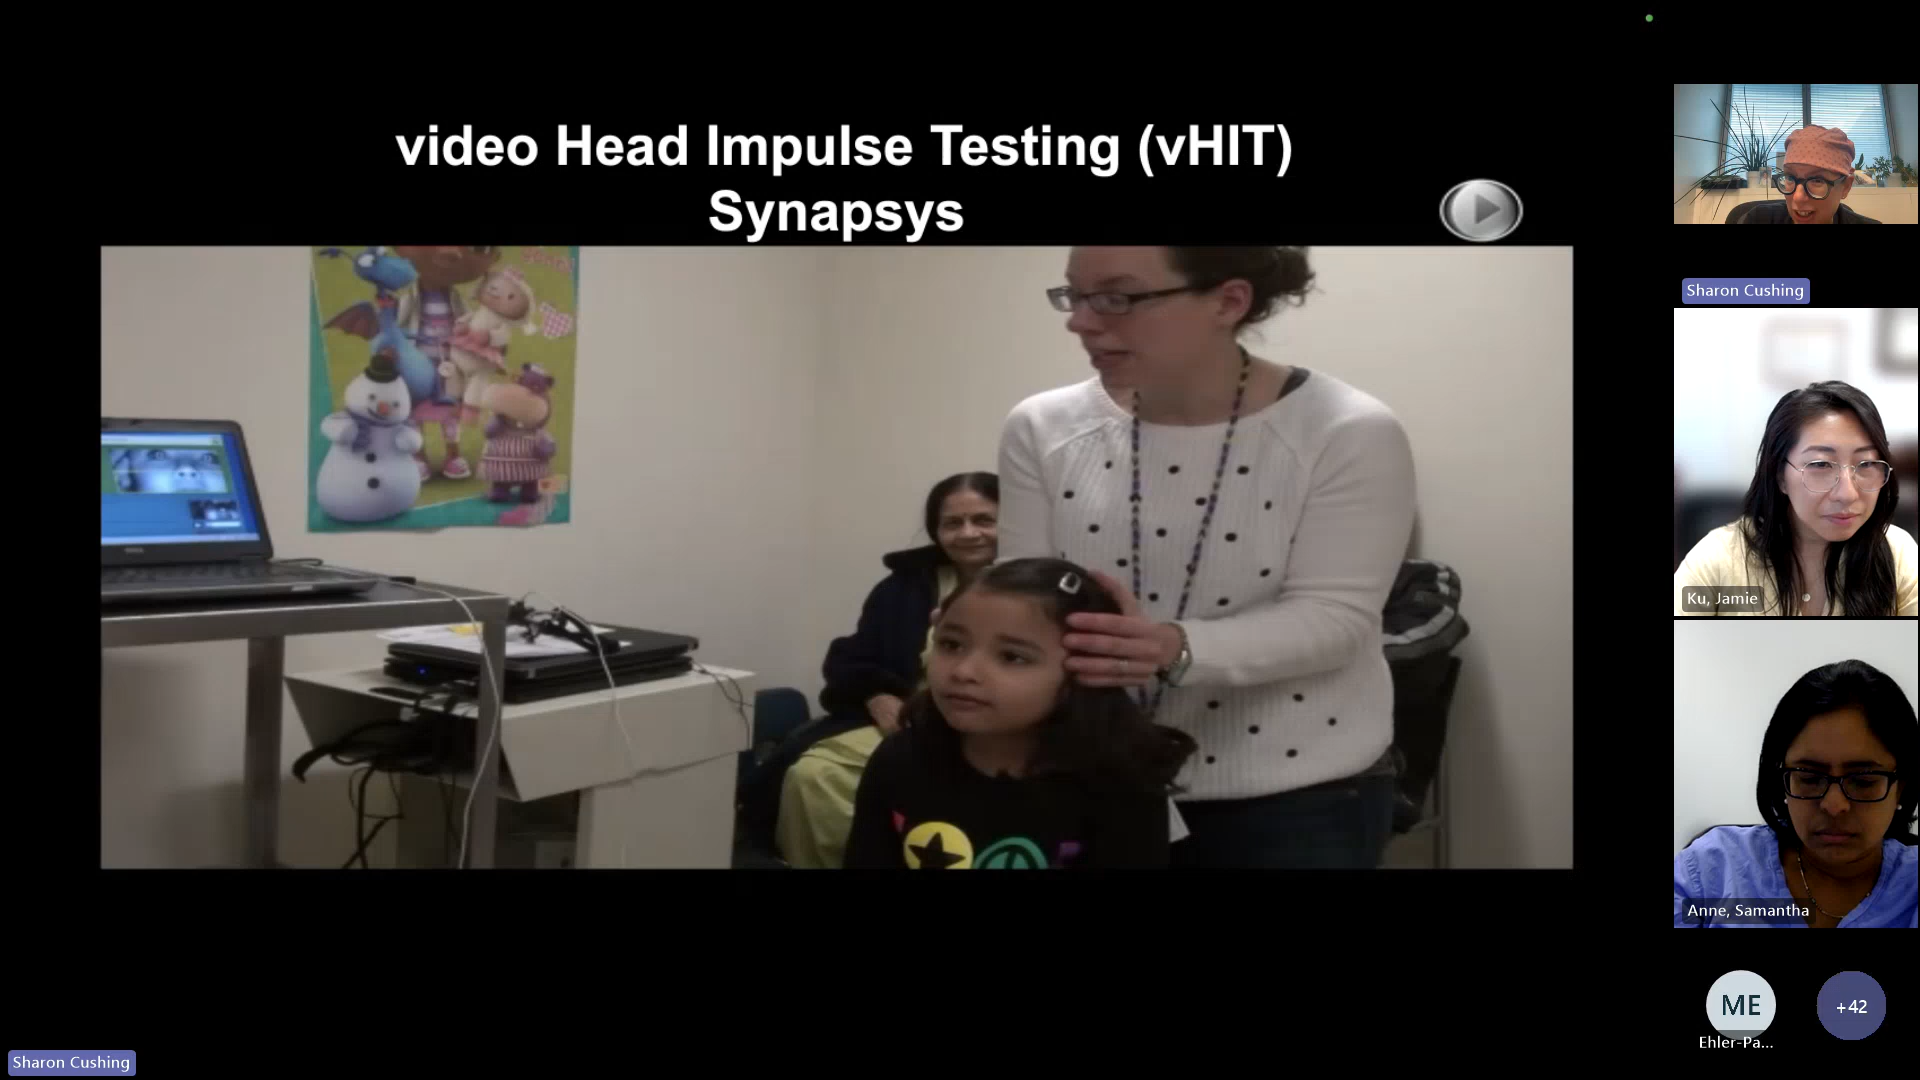 video Head Impulse Testing (vHIT)
Synapsys
Sharon Cushing
Ku, Jamie
Anne, Samantha
ME
+42
Ehler-Pa...
Sharon Cushing